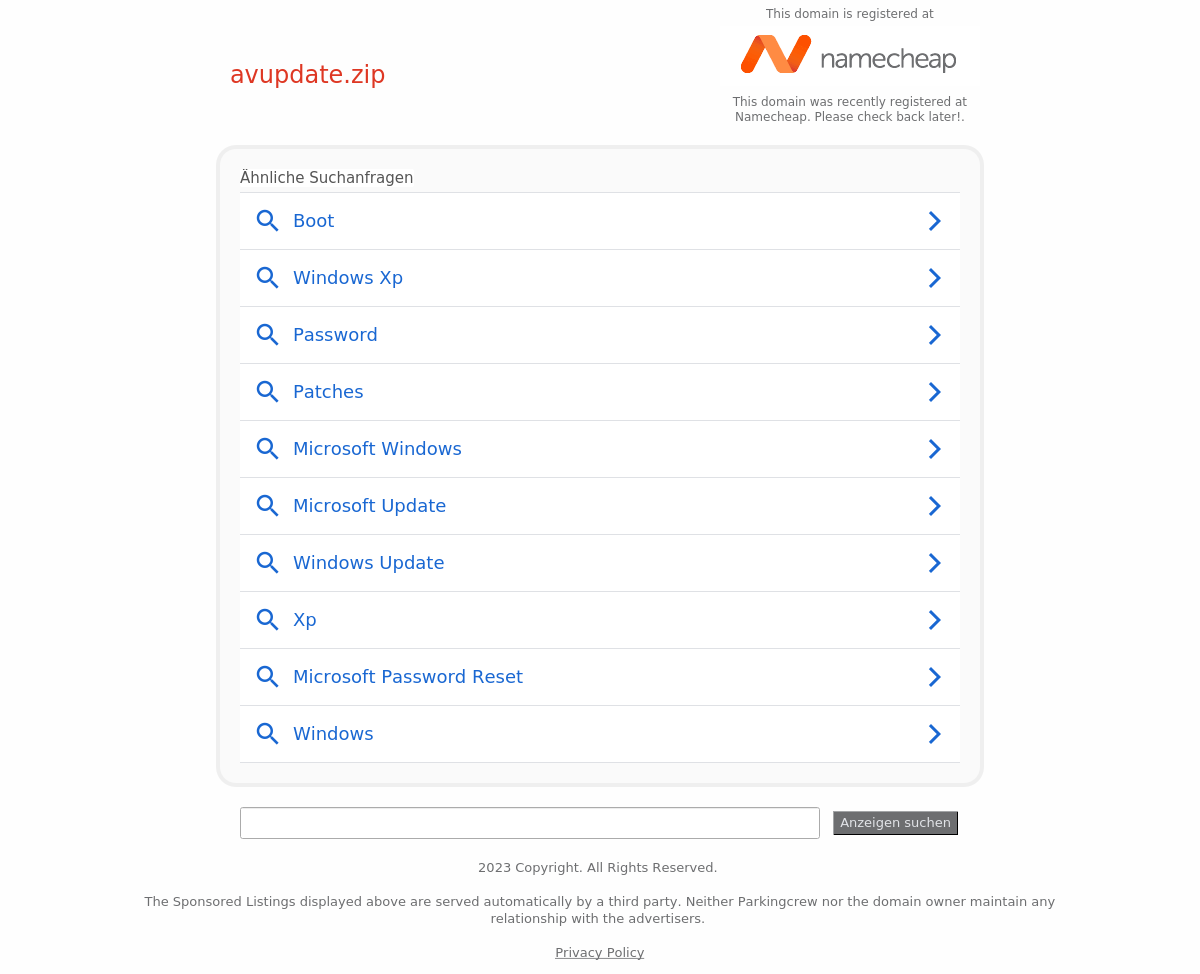 This domain is registered at
namecheap
avupdate.zip
This domain was recently registered at
Namecheap. Please check back later!.
Ähnliche Suchanfragen
Boot
Windows Xp
Password
Patches
Microsoft Windows
Microsoft Update
Windows Update
Xp
Microsoft Password Reset
Windows
Anzeigen suchen
2023 Copyright. All Rights Reserved.
The Sponsored Listings displayed above are served automatically by a third party. Neither Parkingcrew nor the domain owner maintain any
relationship with the advertisers.
Privacy Policy